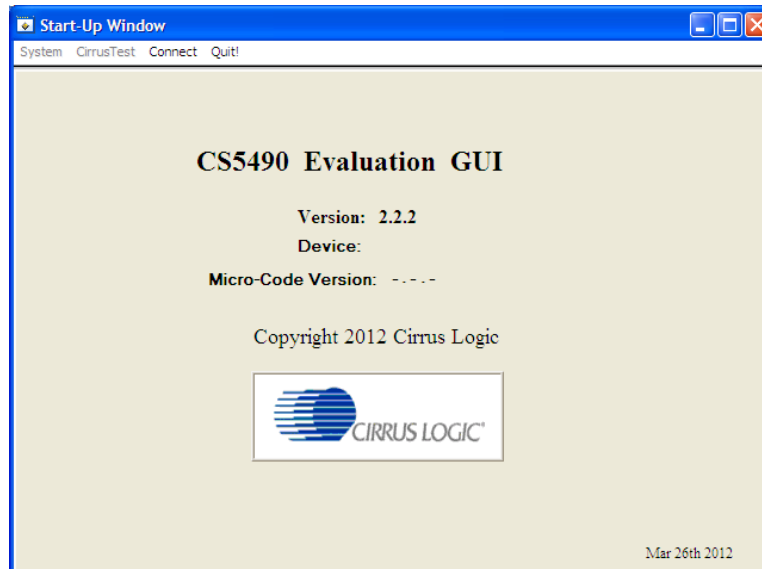 Start-Up Window
System CirrusTest Connect Quit!
CS5490 Evaluation GUI
Version: 2.2.2
Device:
Micro-Code Version: -.-.-
Copyright 2012 Cirrus Logic
CIRRUS LOGIC®
Mar 26th 2012